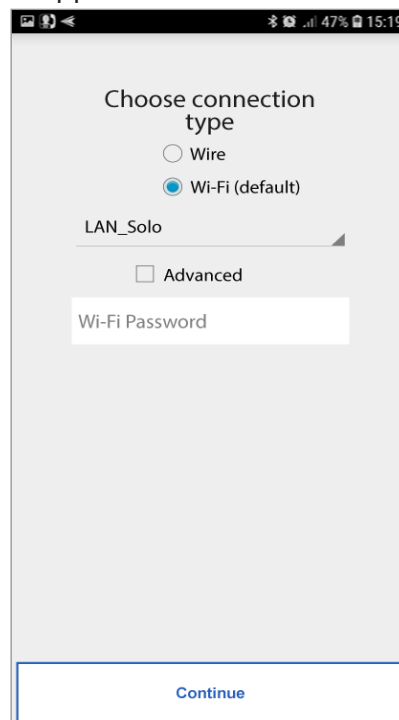 47% 15:19
Choose connection
type
Wire
Wi-Fi (default)
LAN_Solo
Advanced
Wi-Fi Password
Continue